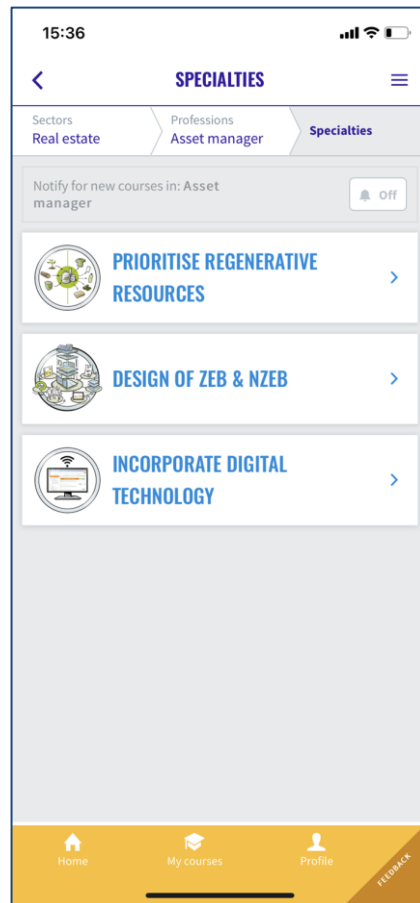 15:36
SPECIALTIES
Sectors
Real estate
Professions
Asset manager
Specialties
Notify for new courses in: Asset
manager
Off
PRIORITISE REGENERATIVE
RESOURCES
DESIGN OF ZEB & NZEB
INCORPORATE DIGITAL
TECHNOLOGY
Home
My courses
Profile
FEEDBACK